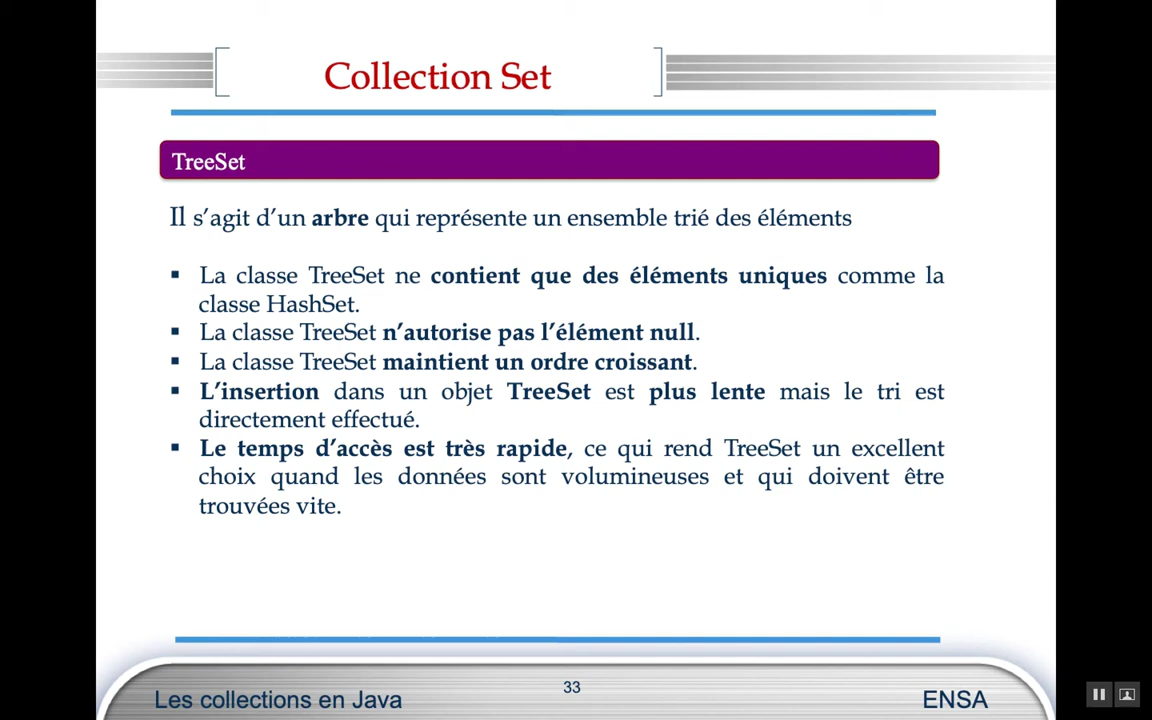 Collection Set
TreeSet
Il s’agit d’un arbre qui représente un ensemble trié des éléments
▪ La classe TreeSet ne contient que des éléments uniques comme la
classe HashSet.
▪ La classe TreeSet n’autorise pas l’élément null.
▪ La classe TreeSet maintient un ordre croissant.
▪ L’insertion dans un objet TreeSet est plus lente mais le tri est
directement effectué.
▪ Le temps d’accès est très rapide, ce qui rend TreeSet un excellent
choix quand les données sont volumineuses et qui doivent être
trouvées vite.
Les collections en Java
33
ENSA